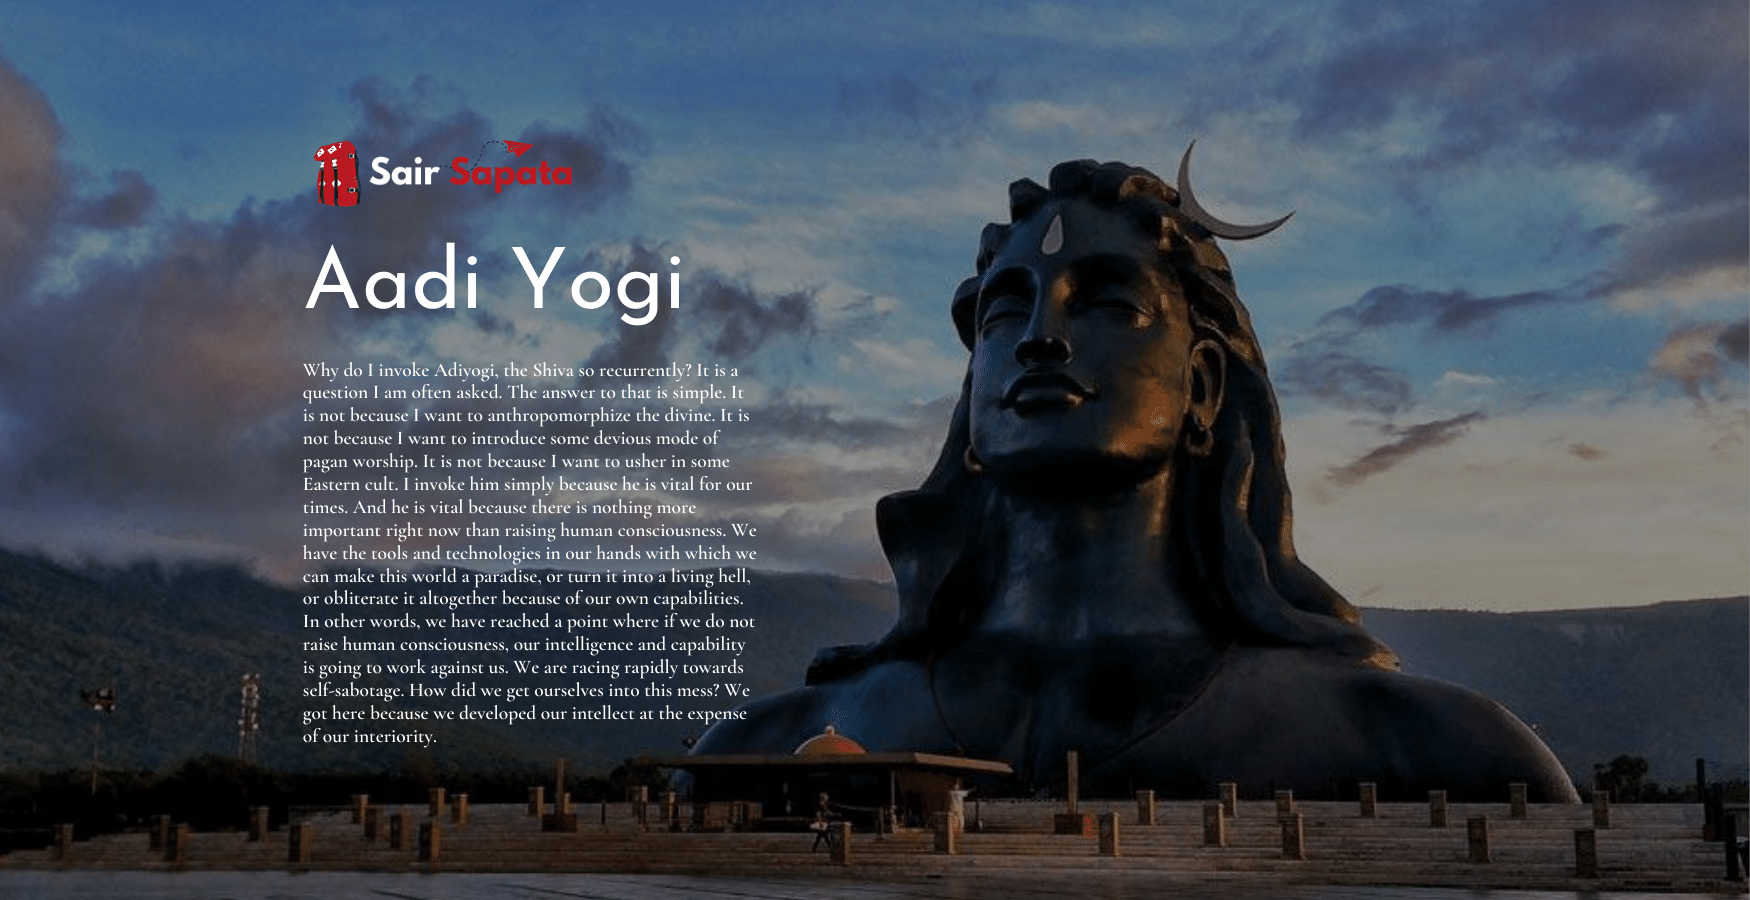 Sair Sapata
Aadi Yogi
Why do I invoke Adiyogi, the Shiva so recurrently? It is a
question I am often asked. The answer to that is simple. It
is not because I want to anthropomorphize the divine. It is
not because I want to introduce some devious mode of
pagan worship. It is not because I want to usher in some
Eastern cult. I invoke him simply because he is vital for our
times. And he is vital because there is nothing more
important right now than raising human consciousness. We
have the tools and technologies in our hands with which we
can make this world a paradise, or turn it into a living hell,
or obliterate it altogether because of our own capabilities.
In other words, we have reached a point where if we do not
raise human consciousness, our intelligence and capability
is going to work against us. We are racing rapidly towards
self-sabotage. How did we get ourselves into this mess? We
got here because we developed our intellect at the expense
of our interiority.